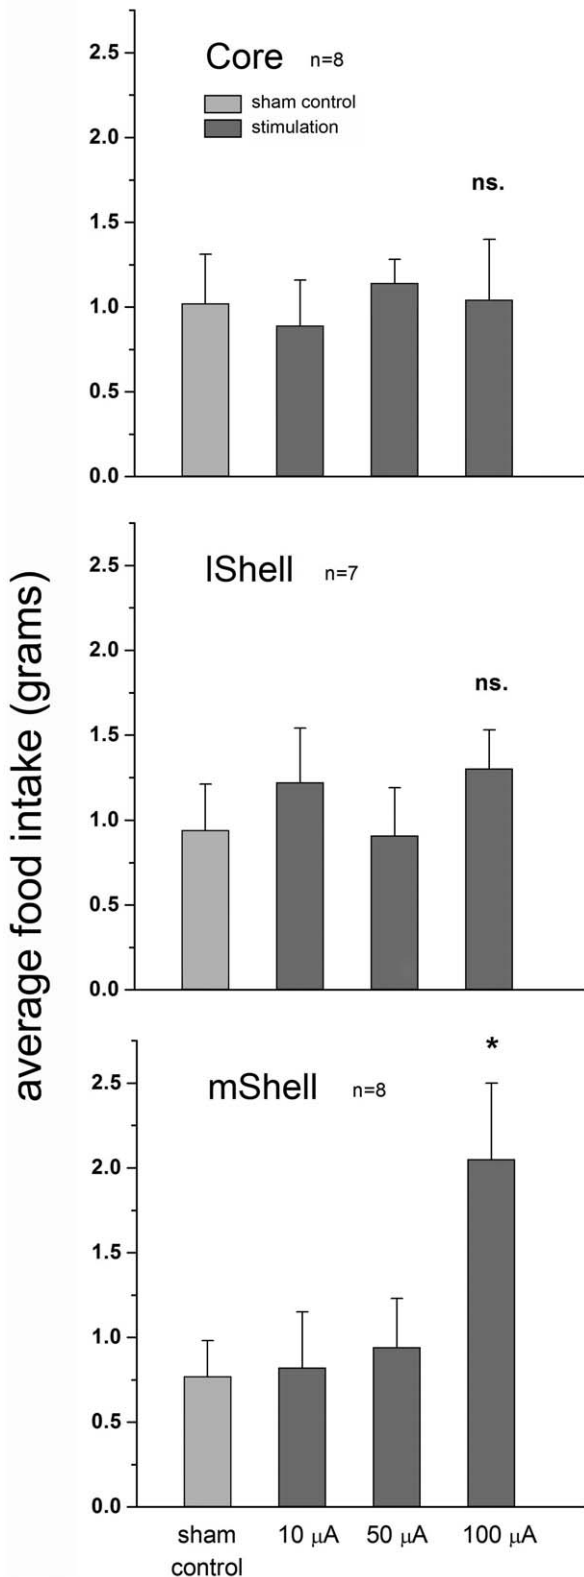 average food intake (grams)
2.5
2.0
1.5
1.0
0.5
0.0
Core n=8
sham control
stimulation
ns.
2.5
2.0
1.5
1.0
0.5
0.0
lShell n=7
ns.
2.5
2.0
1.5
1.0
0.5
0.0
mShell n=8
*
sham control
10 µA
50 µA
100 µA